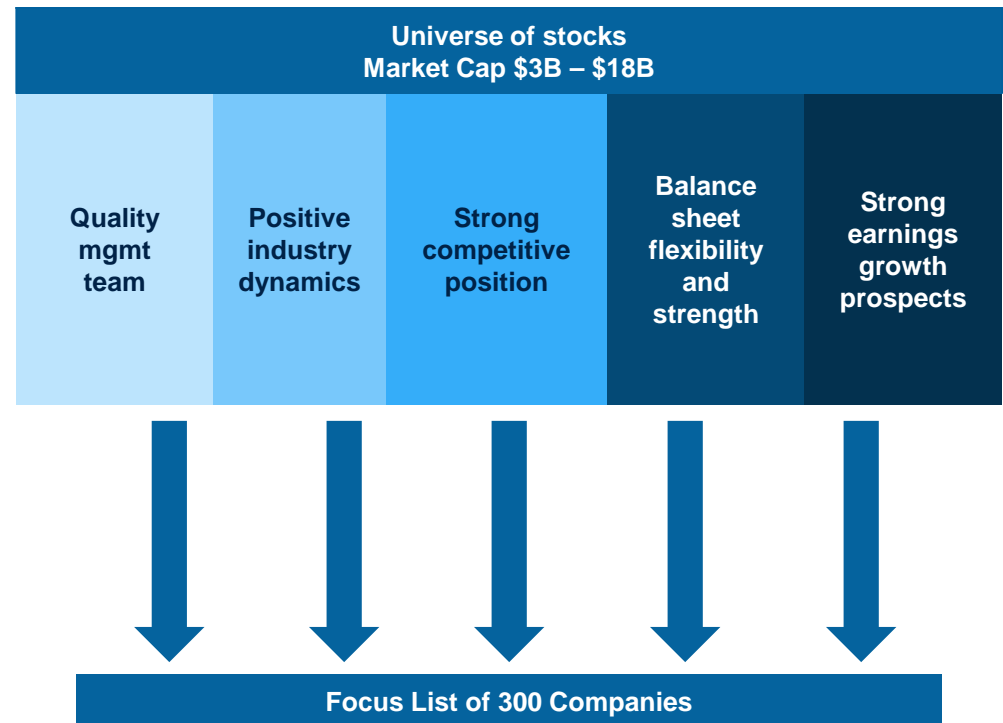 Universe of stocks
Market Cap $3B – $18B
Quality
mgmt
team
Positive
industry
dynamics
Strong
competitive
position
Balance
sheet
flexibility
and
strength
Strong
earnings
growth
prospects
Focus List of 300 Companies